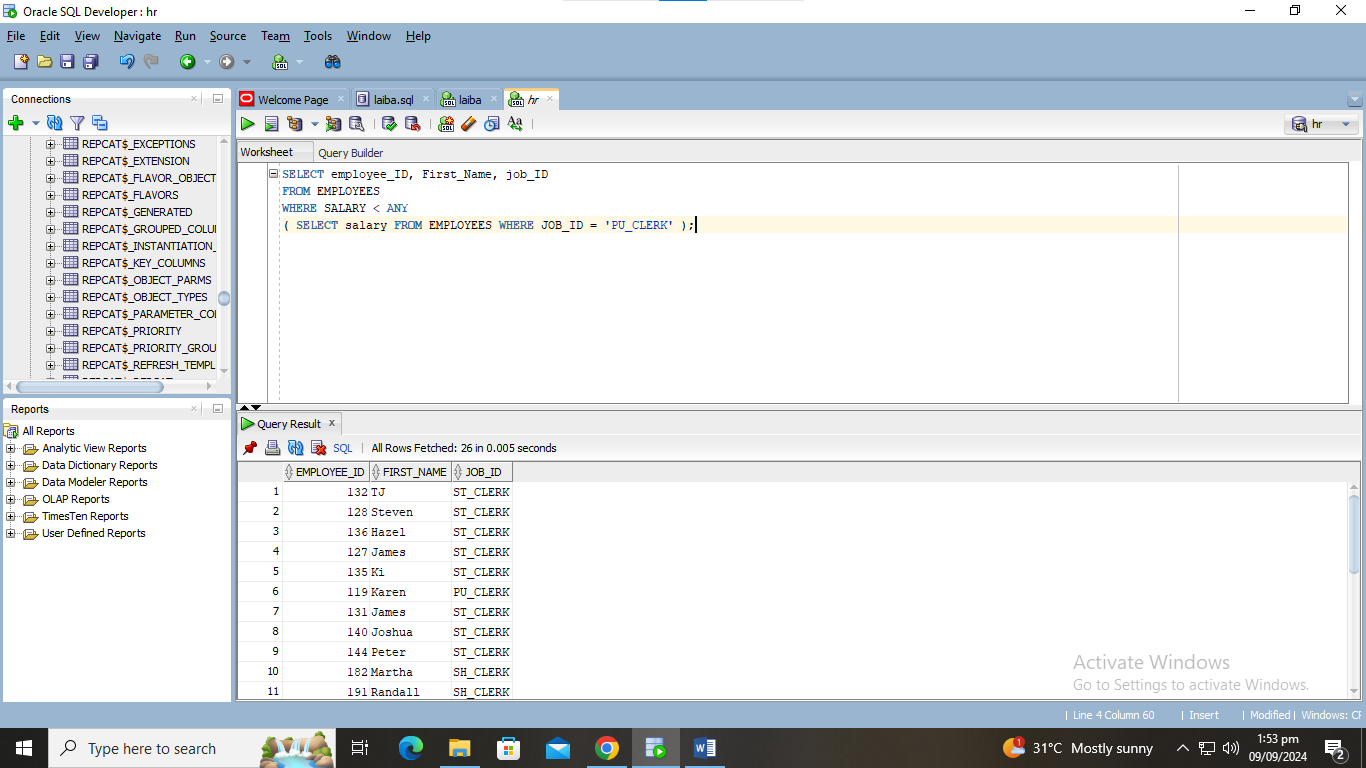 Oracle SQL Developer : hr
File Edit View Navigate Run Source Team Tools Window Help
Connections
REPCAT$_EXCEPTIONS
REPCAT$_EXTENSION
REPCAT$_FLAVOR_OBJECT
REPCAT$_FLAVORS
REPCAT$_GENERATED
REPCAT$_GROUPED_COLU
REPCAT$_INSTANTIATION_
REPCAT$_KEY_COLUMNS
REPCAT$_OBJECT_PARMS
REPCAT$_OBJECT_TYPES
REPCAT$_PARAMETER_CO
REPCAT$_PRIORITY
REPCAT$_PRIORITY_GROU
REPCAT$_REFRESH_TEMPL
Reports
All Reports
Analytic View Reports
Data Dictionary Reports
Data Modeler Reports
OLAP Reports
TimesTen Reports
User Defined Reports
Welcome Page laiba.sql laiba hr
hr
Worksheet Query Builder
SELECT employee_ID, First_Name, job_ID
FROM EMPLOYEES
WHERE SALARY < ANY
( SELECT salary FROM EMPLOYEES WHERE JOB_ID = 'PU_CLERK' );
Query Result
SQL | All Rows Fetched: 26 in 0.005 seconds
EMPLOYEE_ID FIRST_NAME JOB_ID
1 132 TJ ST_CLERK
2 128 Steven ST_CLERK
3 136 Hazel ST_CLERK
4 127 James ST_CLERK
5 135 Ki ST_CLERK
6 119 Karen PU_CLERK
7 131 James ST_CLERK
8 140 Joshua ST_CLERK
9 144 Peter ST_CLERK
10 182 Martha SH_CLERK
11 191 Randall SH_CLERK
Activate Windows
Go to Settings to activate Windows.
| Line 4 Column 60 | Insert | Modified | Windows: CF
Type here to search
31°C Mostly sunny
1:53 pm
09/09/2024